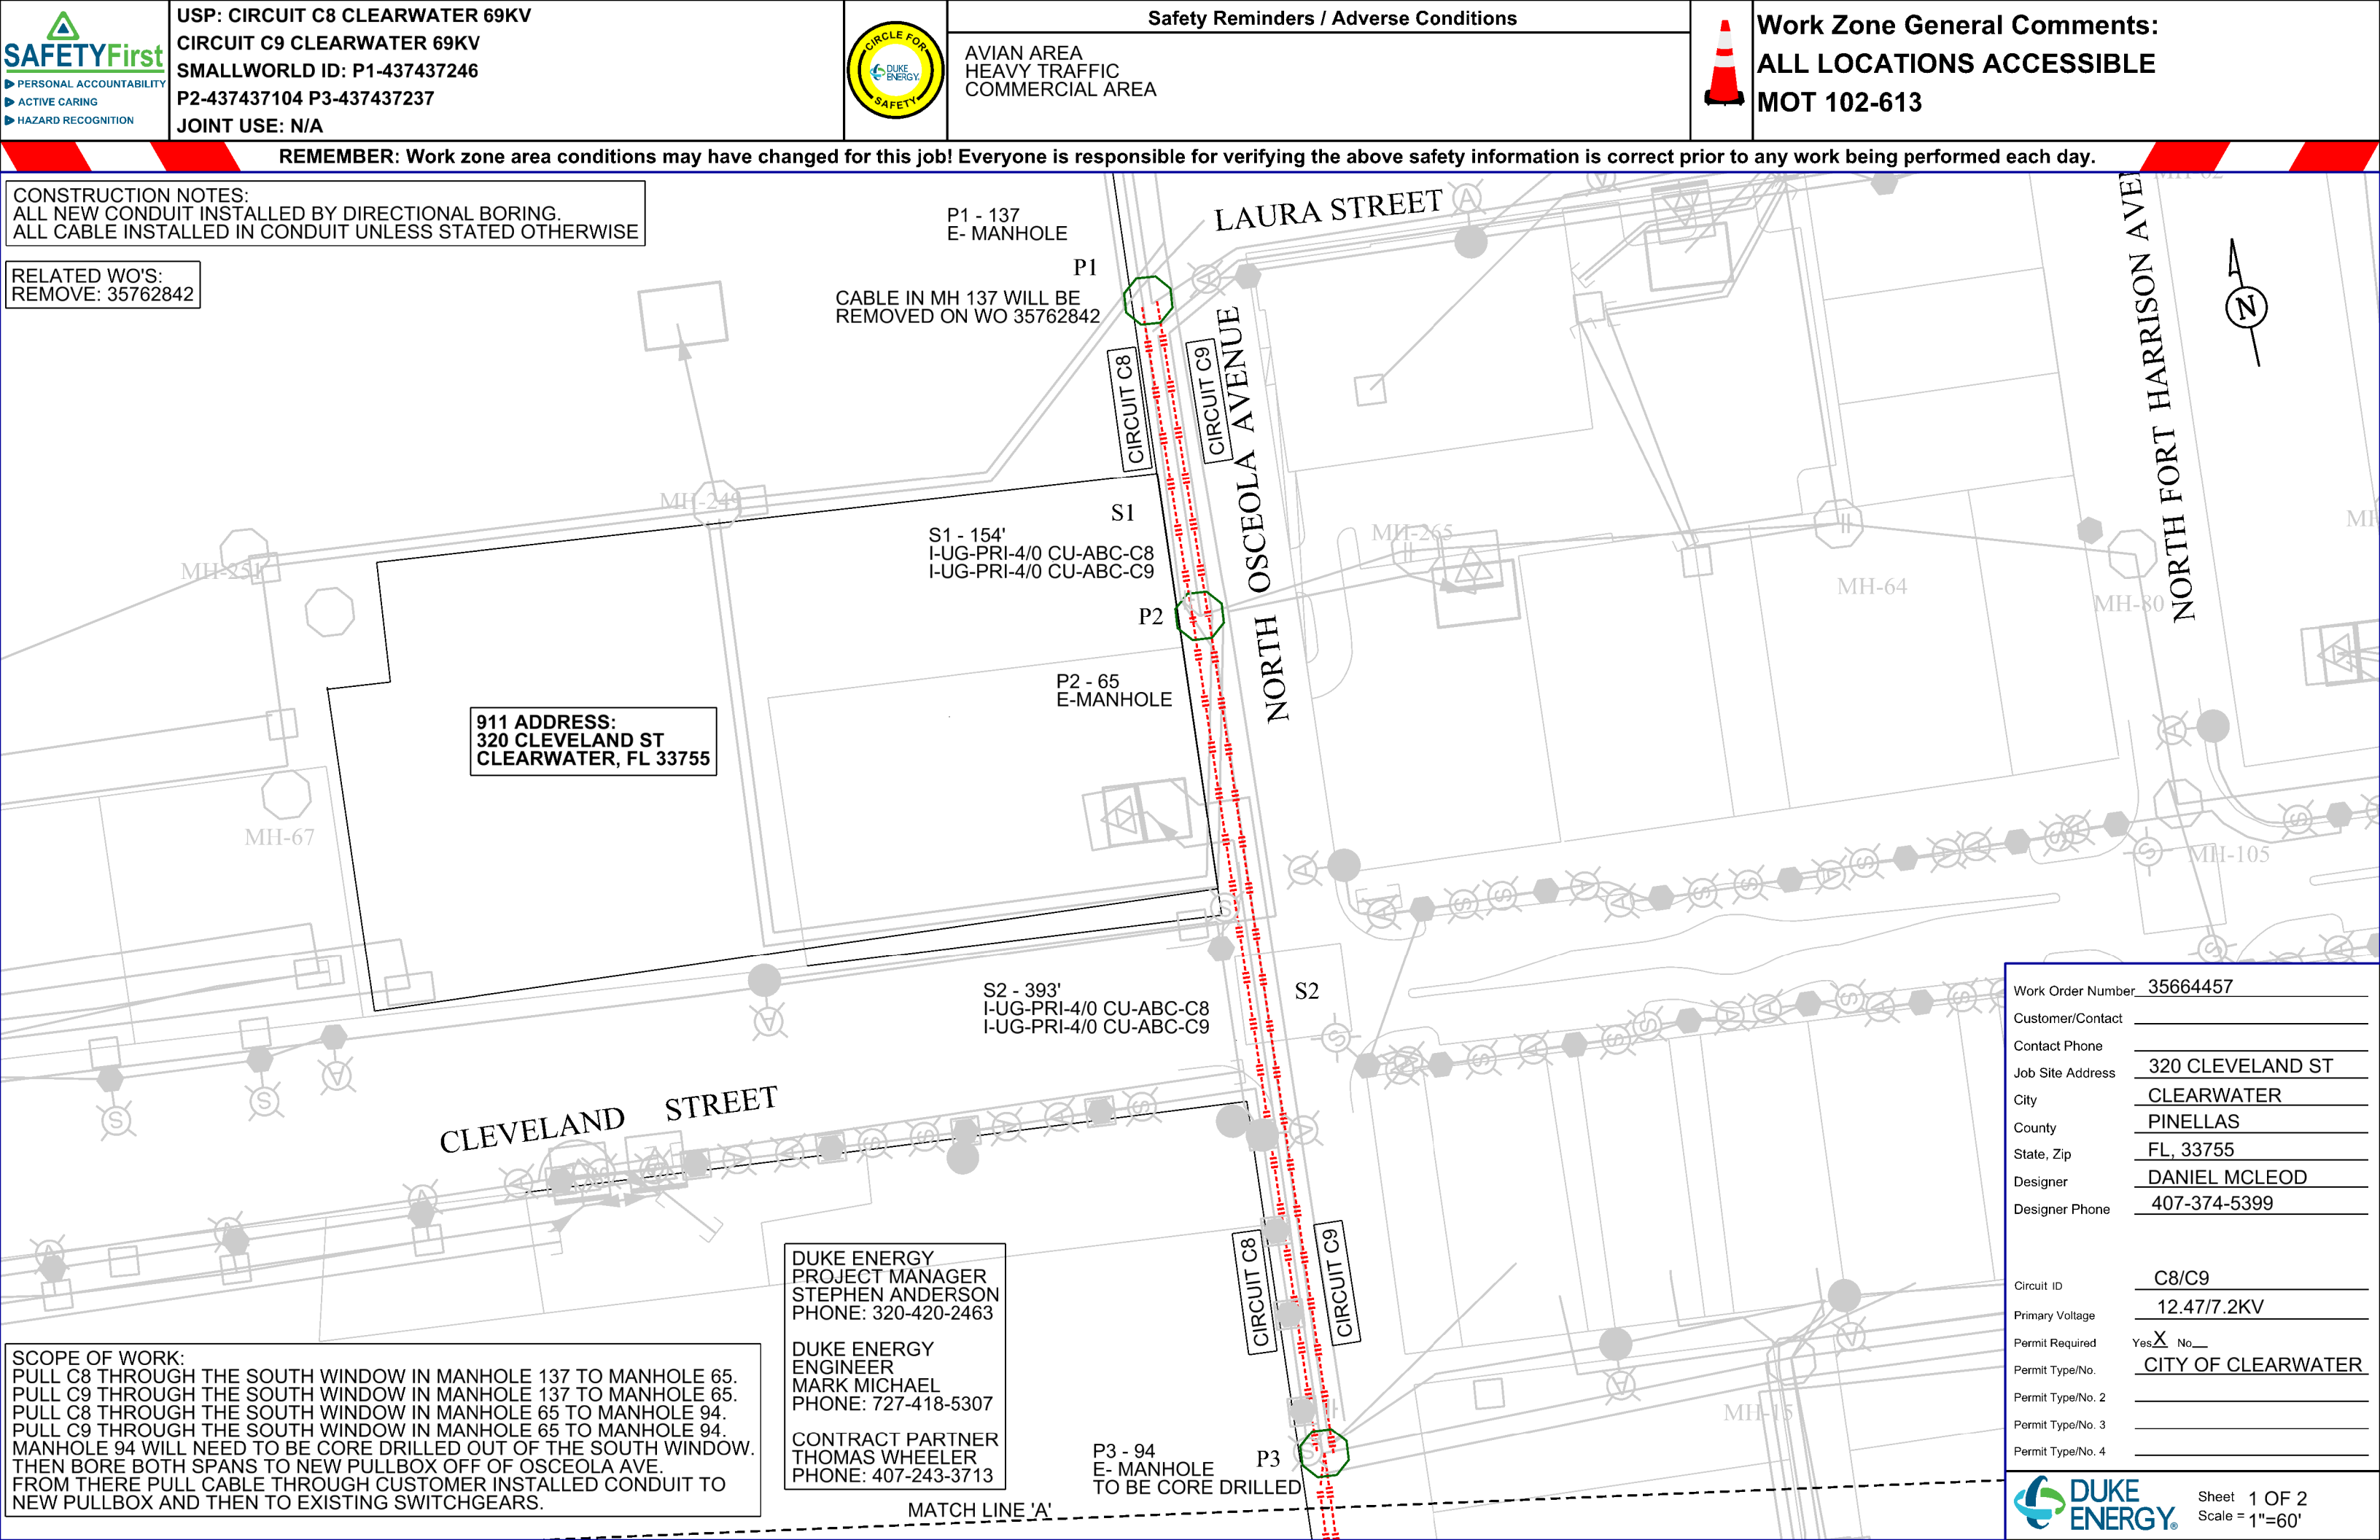 SAFETYFirst
PERSONAL ACCOUNTABILITY
ACTIVE CARING
HAZARD RECOGNITION
USP: CIRCUIT C8 CLEARWATER 69KV
CIRCUIT C9 CLEARWATER 69KV
SMALLWORLD ID: P1-437437246
P2-437437104 P3-437437237
JOINT USE: N/A
CIRCLE FOR
DUKE
ENERGY
SAFETY
Safety Reminders / Adverse Conditions
AVIAN AREA
HEAVY TRAFFIC
COMMERCIAL AREA
Work Zone General Comments:
ALL LOCATIONS ACCESSIBLE
MOT 102-613
REMEMBER: Work zone area conditions may have changed for this job! Everyone is responsible for verifying the above safety information is correct prior to any work being performed each day.
CONSTRUCTION NOTES:
ALL NEW CONDUIT INSTALLED BY DIRECTIONAL BORING.
ALL CABLE INSTALLED IN CONDUIT UNLESS STATED OTHERWISE
RELATED WO'S:
REMOVE: 35762842
P1 - 137
E- MANHOLE
P1
CABLE IN MH 137 WILL BE
REMOVED ON WO 35762842
LAURA STREET
CIRCUIT C8
CIRCUIT C9
NORTH OSCEOLA AVENUE
NORTH FORT HARRISON AVE
N
MH-249
MH-251
S1
S1 - 154'
I-UG-PRI-4/0 CU-ABC-C8
I-UG-PRI-4/0 CU-ABC-C9
MH-265
MH-64
MH-80
P2
P2 - 65
E-MANHOLE
911 ADDRESS:
320 CLEVELAND ST
CLEARWATER, FL 33755
MH-67
MH-105
S2 - 393'
I-UG-PRI-4/0 CU-ABC-C8
I-UG-PRI-4/0 CU-ABC-C9
S2
CLEVELAND STREET
CIRCUIT C8
CIRCUIT C9
DUKE ENERGY
PROJECT MANAGER
STEPHEN ANDERSON
PHONE: 320-420-2463
DUKE ENERGY
ENGINEER
MARK MICHAEL
PHONE: 727-418-5307
CONTRACT PARTNER
THOMAS WHEELER
PHONE: 407-243-3713
SCOPE OF WORK:
PULL C8 THROUGH THE SOUTH WINDOW IN MANHOLE 137 TO MANHOLE 65.
PULL C9 THROUGH THE SOUTH WINDOW IN MANHOLE 137 TO MANHOLE 65.
PULL C8 THROUGH THE SOUTH WINDOW IN MANHOLE 65 TO MANHOLE 94.
PULL C9 THROUGH THE SOUTH WINDOW IN MANHOLE 65 TO MANHOLE 94.
MANHOLE 94 WILL NEED TO BE CORE DRILLED OUT OF THE SOUTH WINDOW.
THEN BORE BOTH SPANS TO NEW PULLBOX OFF OF OSCEOLA AVE.
FROM THERE PULL CABLE THROUGH CUSTOMER INSTALLED CONDUIT TO
NEW PULLBOX AND THEN TO EXISTING SWITCHGEARS.
P3 - 94
E- MANHOLE
TO BE CORE DRILLED
P3
MH-15
MATCH LINE 'A'
Work Order Number 35664457
Customer/Contact
Contact Phone
Job Site Address 320 CLEVELAND ST
City CLEARWATER
County PINELLAS
State, Zip FL, 33755
Designer DANIEL MCLEOD
Designer Phone 407-374-5399
Circuit ID C8/C9
Primary Voltage 12.47/7.2KV
Permit Required Yes X No
Permit Type/No. CITY OF CLEARWATER
Permit Type/No. 2
Permit Type/No. 3
Permit Type/No. 4
DUKE
ENERGY®
Sheet 1 OF 2
Scale = 1"=60'